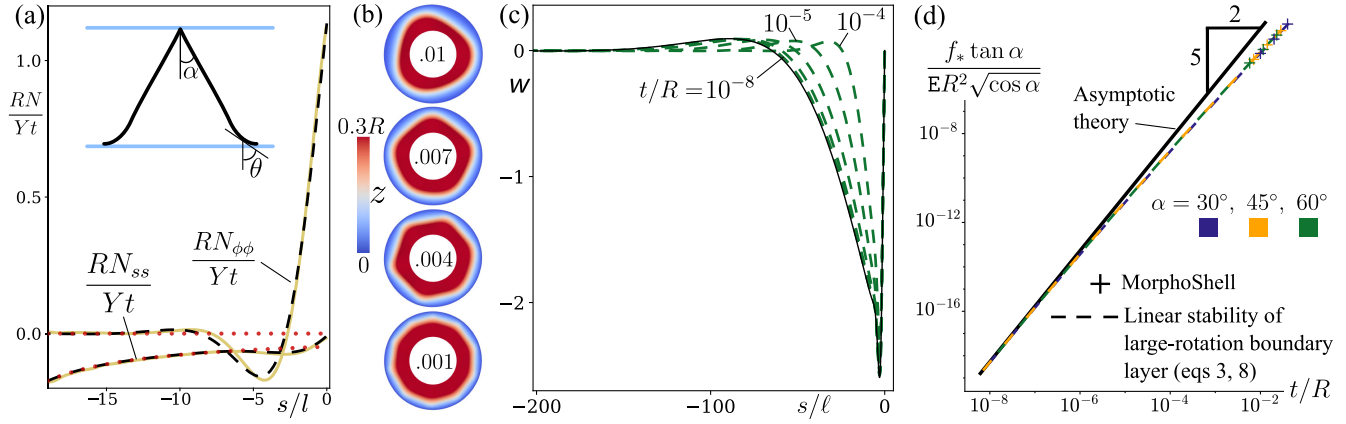 (a)
1.0
RN
Yt
0.5
0.0
α
θ
RN_ss
Yt
RN_ϕϕ
Yt
−15
−10
−5
0
s/l
(b)
.01
.007
.004
.001
0.3R
z
0
(c)
0
w
−1
−2
10^-5
10^-4
t/R = 10^-8
−200
−100
0
s/ℓ
(d)
f_* tan α
ER^2 √cos α
2
5
10^-8
10^-12
10^-16
Asymptotic
theory
α = 30°, 45°, 60°
+ MorphoShell
Linear stability of
large-rotation boundary
layer (eqs 3, 8)
10^-8
10^-6
10^-4
10^-2
t/R